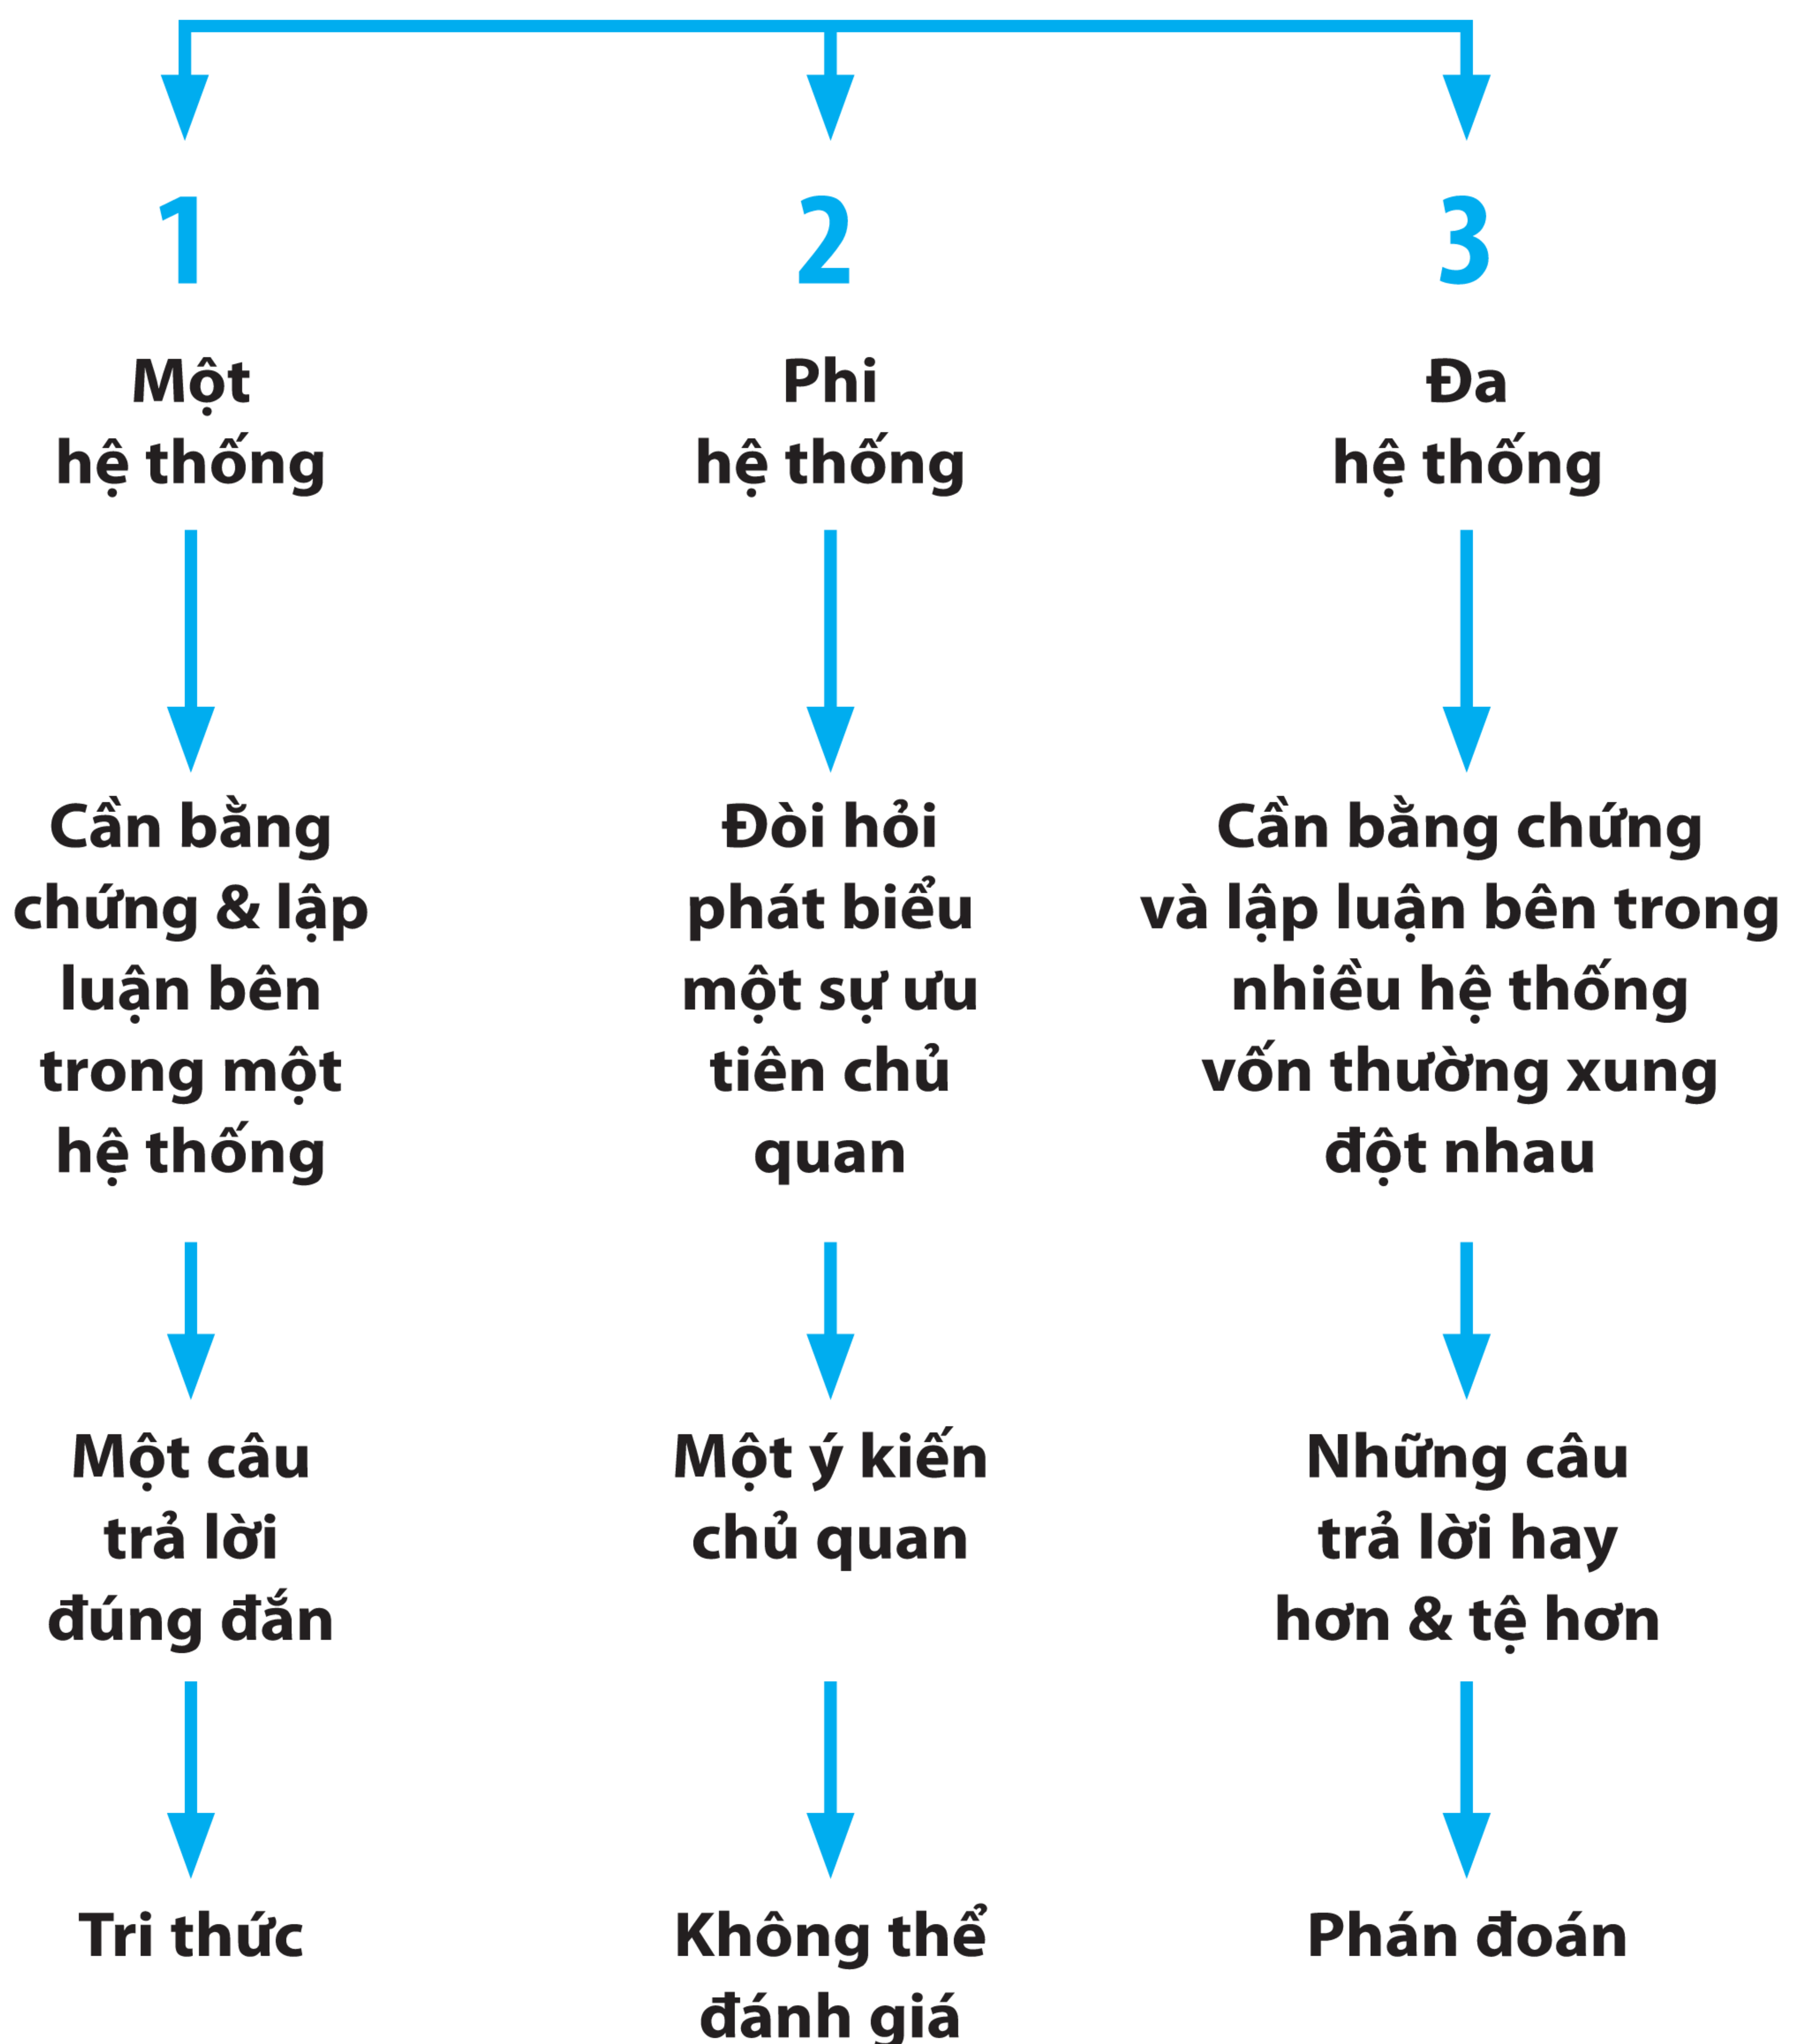 1
Một
hệ thống
Cần bằng
chứng & lập
luận bên
trong một
hệ thống
Một câu
trả lời
đúng đắn
Tri thức
2
Phi
hệ thống
Đòi hỏi
phát biểu
một sự ưu
tiên chủ
quan
Một ý kiến
chủ quan
Không thể
đánh giá
3
Đa
hệ thống
Cần bằng chứng
và lập luận bên trong
nhiều hệ thống
vốn thường xung
đột nhau
Những câu
trả lời hay
hơn & tệ hơn
Phán đoán